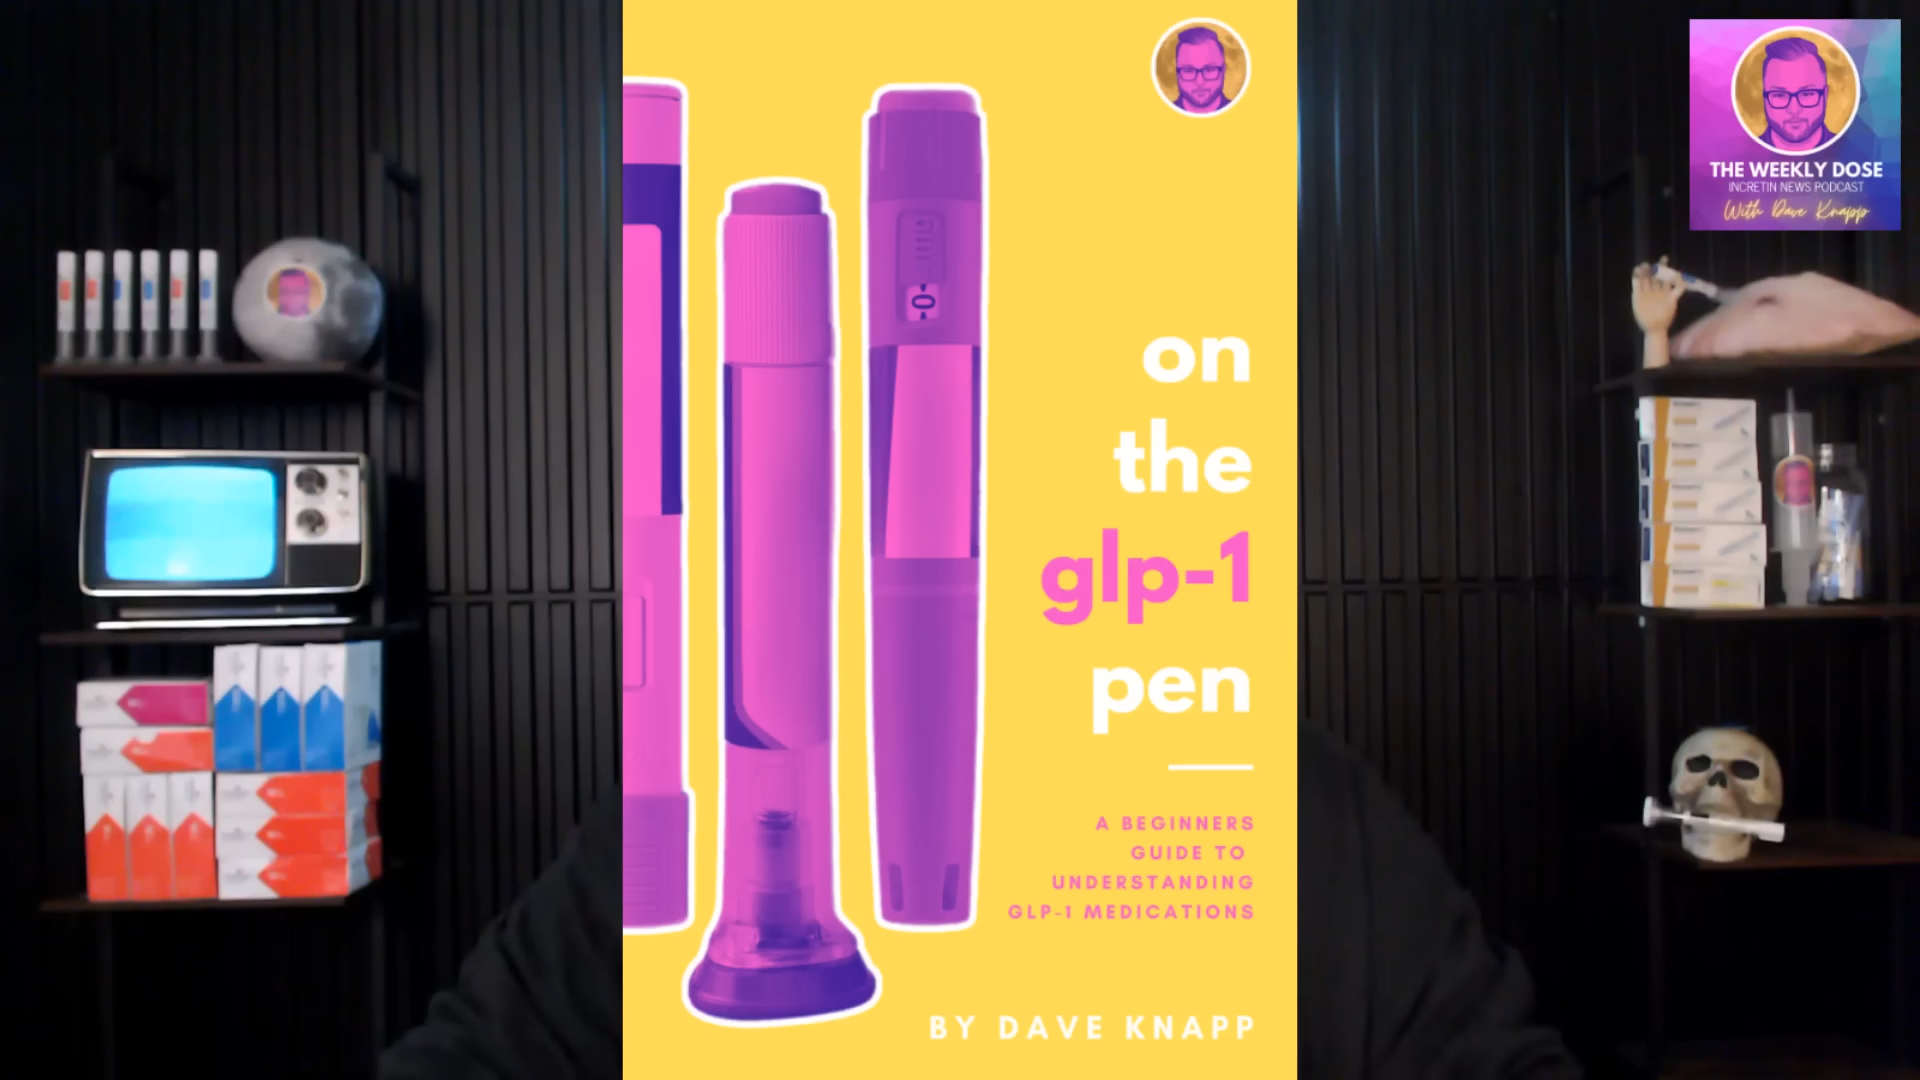 on
the
glp-1
pen
A BEGINNERS
GUIDE TO
UNDERSTANDING
GLP-1 MEDICATIONS
BY DAVE KNAPP
0
THE WEEKLY DOSE
INCRETIN NEWS PODCAST
With Dave Knapp